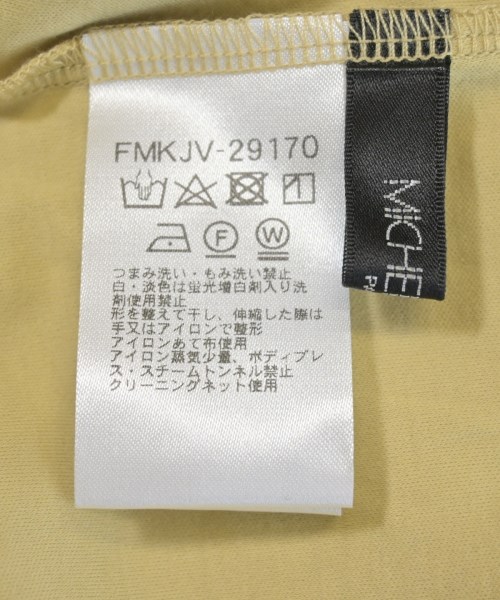 FMKJV-29170
F
W
つまみ洗い・もみ洗い禁止
白・淡色は蛍光増白剤入り洗
剤使用禁止
形を整えて干し、伸縮した際は
手又はアイロンで整形
アイロンあて布使用
アイロン蒸気少量、ボディプレ
ス・スチームトンネル禁止
クリーニングネット使用
MICHE